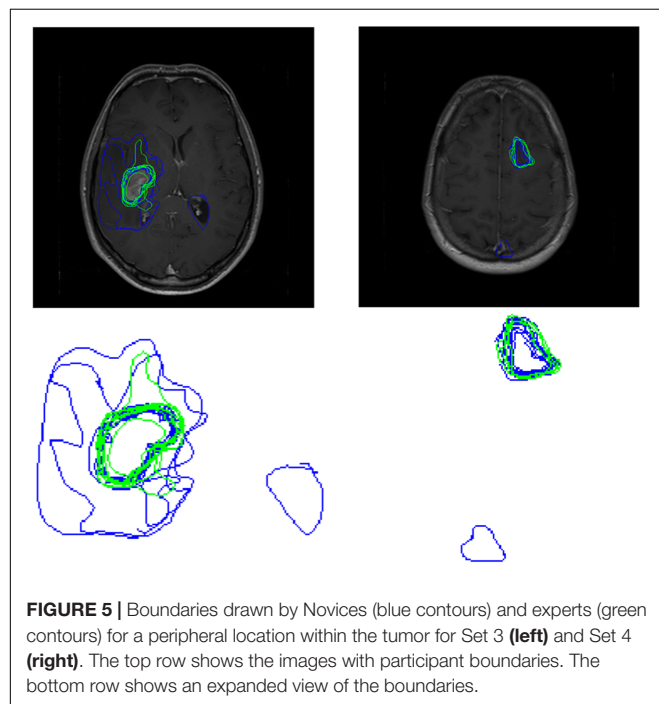 FIGURE 5 | Boundaries drawn by Novices (blue contours) and experts (green
contours) for a peripheral location within the tumor for Set 3 (left) and Set 4
(right). The top row shows the images with participant boundaries. The
bottom row shows an expanded view of the boundaries.